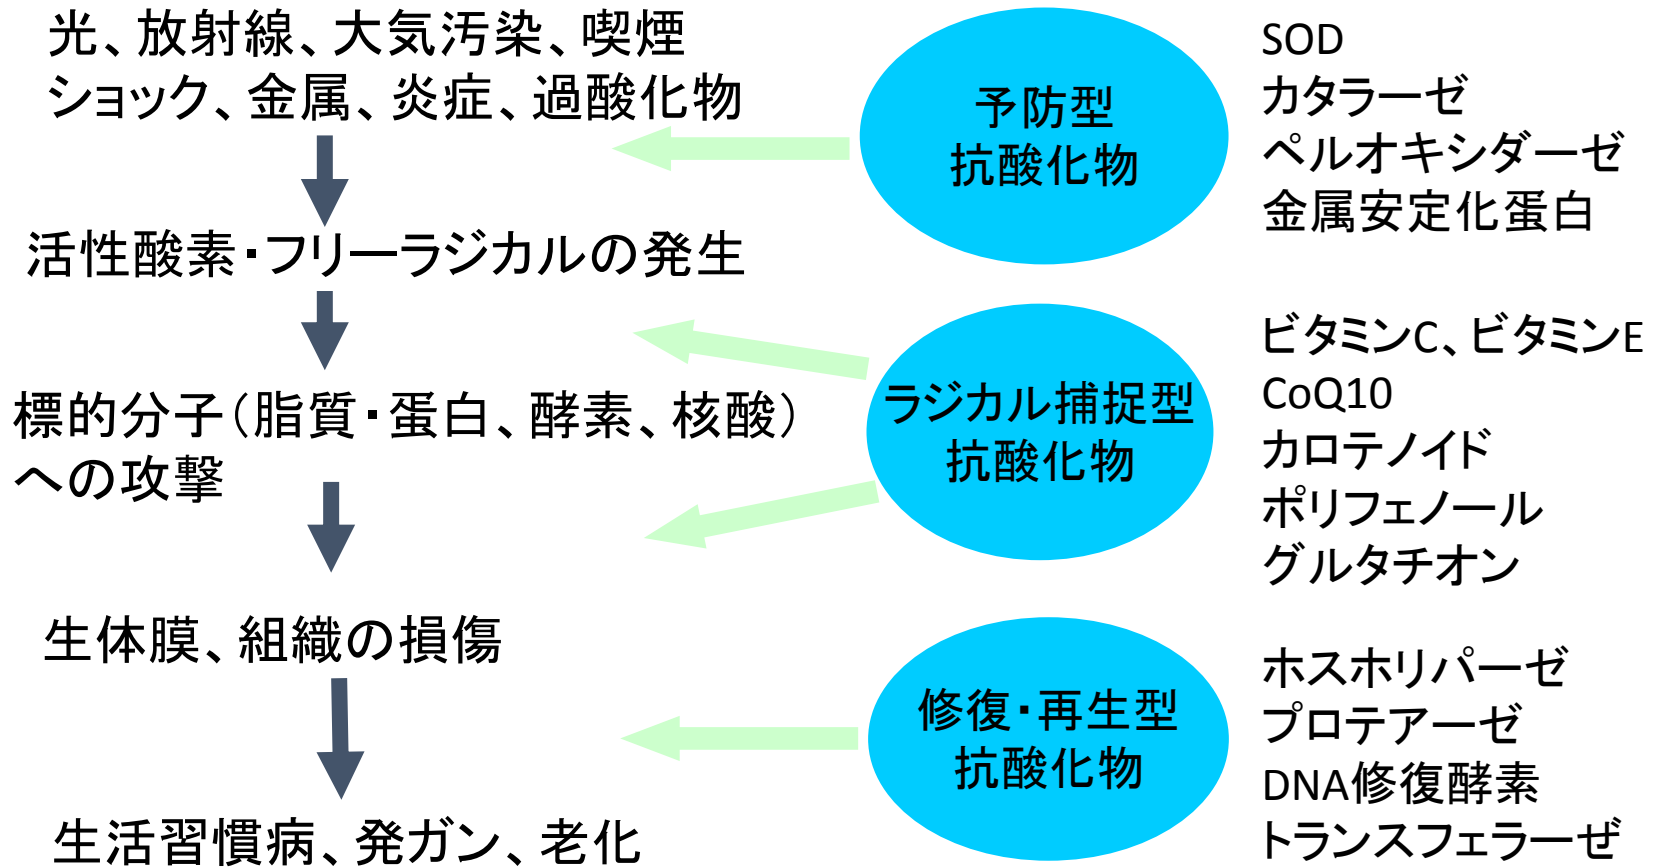 光、放射線、大気汚染、喫煙
ショック、金属、炎症、過酸化物
活性酸素・フリーラジカルの発生
標的分子(脂質・蛋白、酵素、核酸)
への攻撃
生体膜、組織の損傷
生活習慣病、発ガン、老化
予防型
抗酸化物
SOD
カタラーゼ
ペルオキシダーゼ
金属安定化蛋白
ラジカル捕捉型
抗酸化物
ビタミンC、ビタミンE
CoQ10
カロテノイド
ポリフェノール
グルタチオン
修復・再生型
抗酸化物
ホスホリパーゼ
プロテアーゼ
DNA修復酵素
トランスフェラーぜ